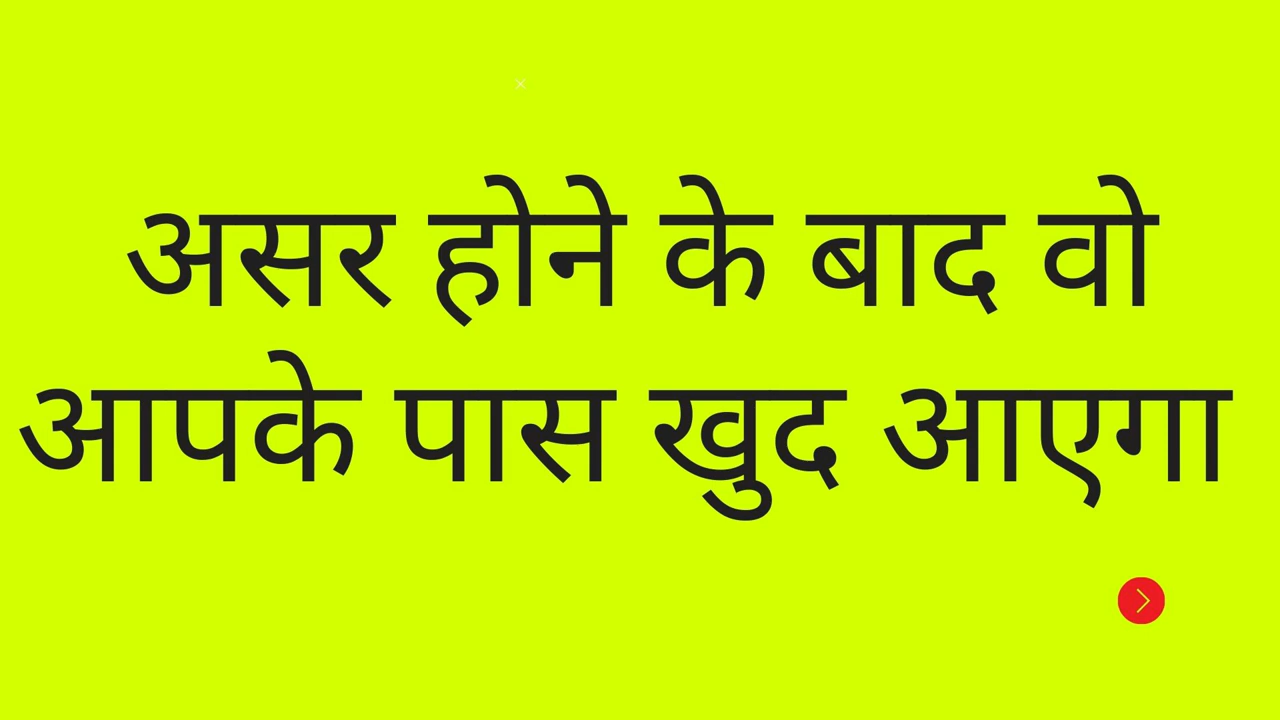 असर होने के बाद वो
आपके पास खुद आएगा